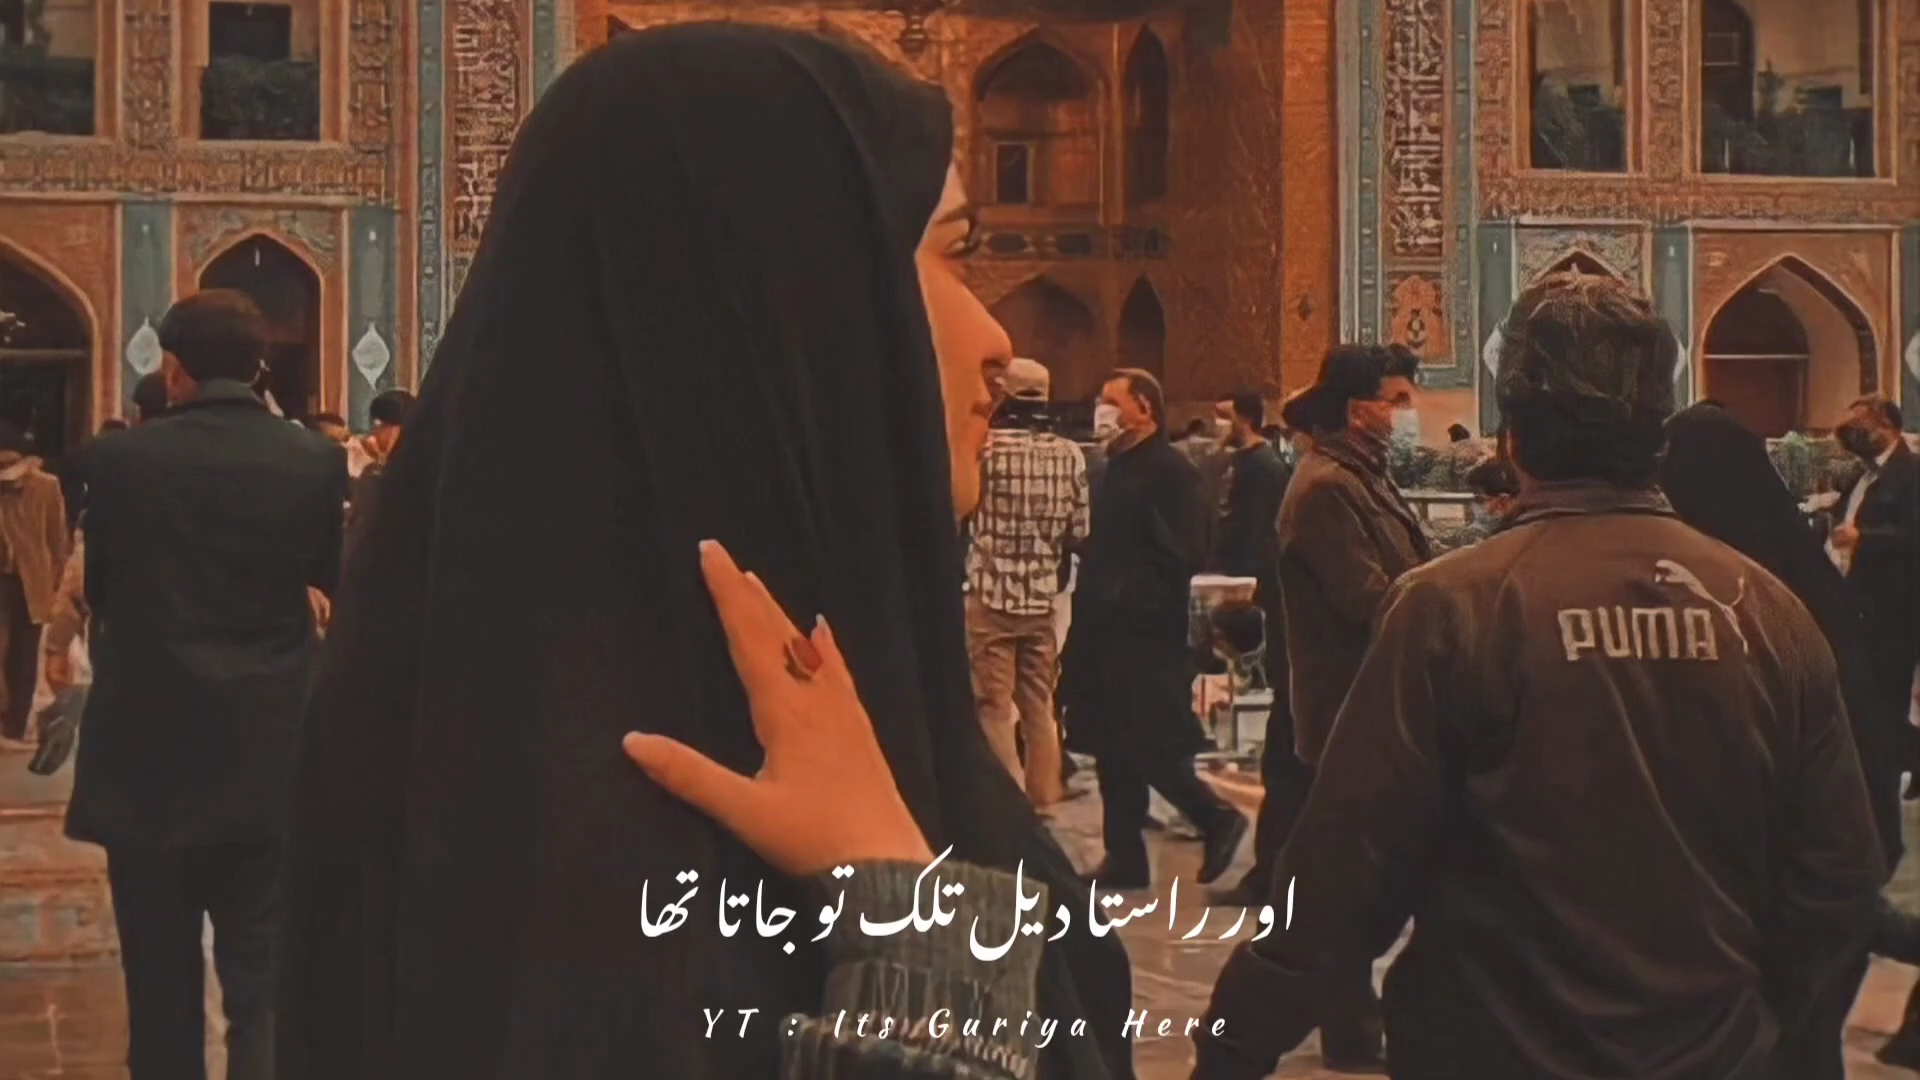 PUMA
اور راستا دیل تلک تو جاتا تھا
YT : Its Guriya Here